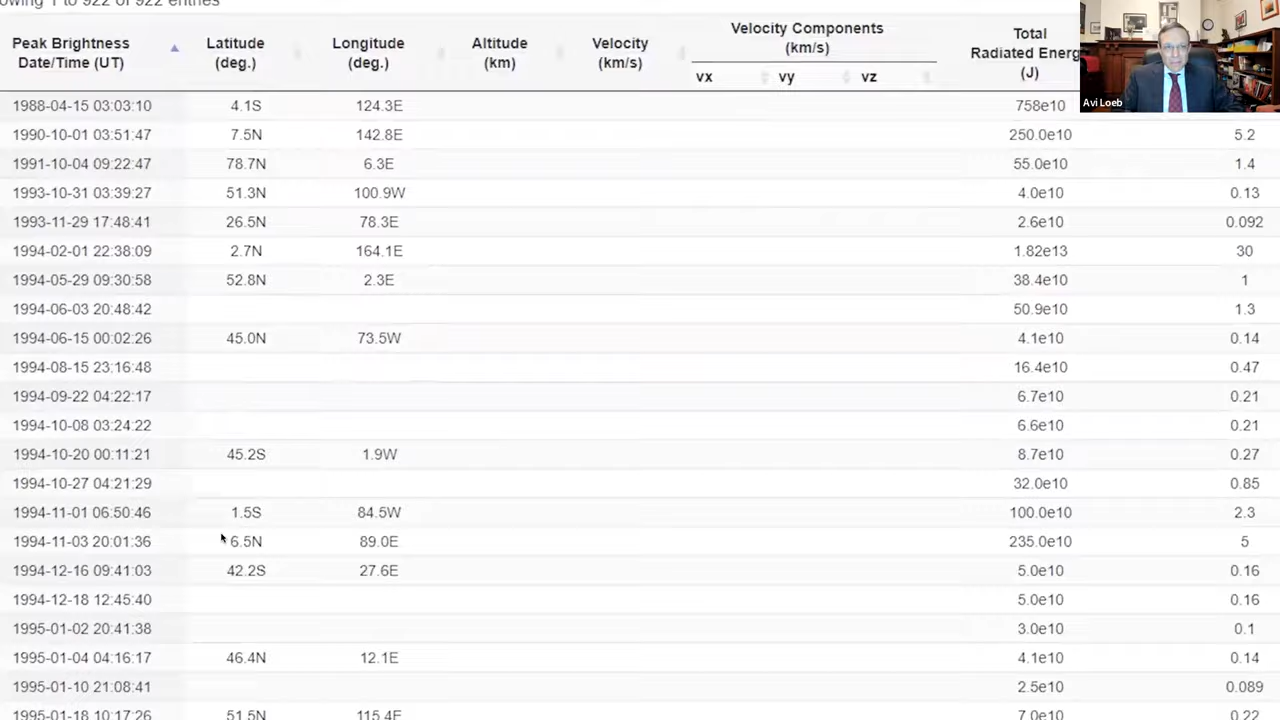 owing 1 to 922 of 922 entries
Peak Brightness Date/Time (UT) Latitude (deg.) Longitude (deg.) Altitude (km) Velocity (km/s) Velocity Components (km/s) vx vy vz Total Radiated Energ (J)
Avi Loeb
1988-04-15 03:03:10 4.1S 124.3E 758e10
1990-10-01 03:51:47 7.5N 142.8E 250.0e10 5.2
1991-10-04 09:22:47 78.7N 6.3E 55.0e10 1.4
1993-10-31 03:39:27 51.3N 100.9W 4.0e10 0.13
1993-11-29 17:48:41 26.5N 78.3E 2.6e10 0.092
1994-02-01 22:38:09 2.7N 164.1E 1.82e13 30
1994-05-29 09:30:58 52.8N 2.3E 38.4e10 1
1994-06-03 20:48:42 50.9e10 1.3
1994-06-15 00:02:26 45.0N 73.5W 4.1e10 0.14
1994-08-15 23:16:48 16.4e10 0.47
1994-09-22 04:22:17 6.7e10 0.21
1994-10-08 03:24:22 6.6e10 0.21
1994-10-20 00:11:21 45.2S 1.9W 8.7e10 0.27
1994-10-27 04:21:29 32.0e10 0.85
1994-11-01 06:50:46 1.5S 84.5W 100.0e10 2.3
1994-11-03 20:01:36 6.5N 89.0E 235.0e10 5
1994-12-16 09:41:03 42.2S 27.6E 5.0e10 0.16
1994-12-18 12:45:40 5.0e10 0.16
1995-01-02 20:41:38 3.0e10 0.1
1995-01-04 04:16:17 46.4N 12.1E 4.1e10 0.14
1995-01-10 21:08:41 2.5e10 0.089
1995-01-18 10:17:26 51.5N 115.4E 7.0e10 0.22